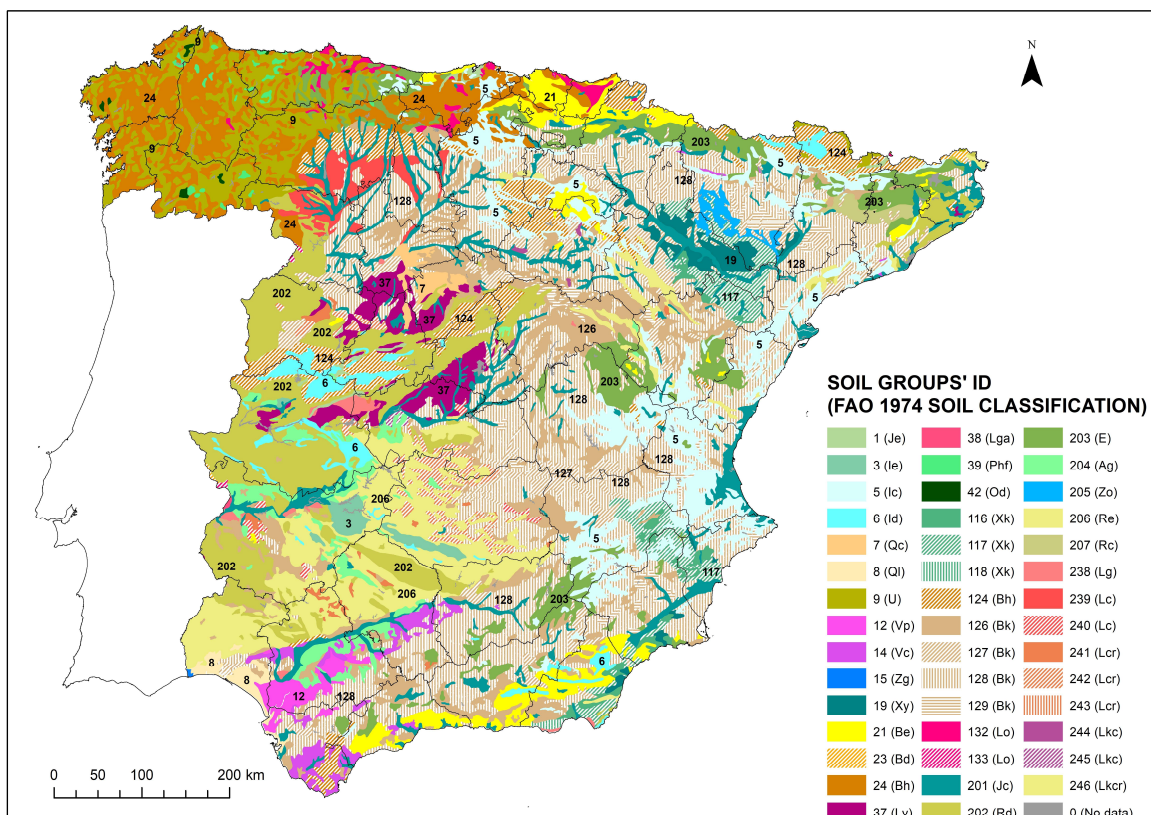 N
9
24
9
9
24
5
21
5
203
5
124
203
128
128
5
5
24
128
19
117
5
37
7
37
124
202
202
124
202
6
37
126
203
128
5
5
128
127
128
6
206
3
5
117
202
202
206
128
203
6
8
8
12
128
SOIL GROUPS' ID
(FAO 1974 SOIL CLASSIFICATION)
1 (Je) 38 (Lga) 203 (E)
3 (Ie) 39 (Phf) 204 (Ag)
5 (Ic) 42 (Od) 205 (Zo)
6 (Id) 116 (Xk) 206 (Re)
7 (Qc) 117 (Xk) 207 (Rc)
8 (Ql) 118 (Xk) 238 (Lg)
9 (U) 124 (Bh) 239 (Lc)
12 (Vp) 126 (Bk) 240 (Lc)
14 (Vc) 127 (Bk) 241 (Lcr)
15 (Zg) 128 (Bk) 242 (Lcr)
19 (Xy) 129 (Bk) 243 (Lcr)
21 (Be) 132 (Lo) 244 (Lkc)
23 (Bd) 133 (Lo) 245 (Lkc)
24 (Bh) 201 (Jc) 246 (Lkcr)
37 (Lv) 202 (Rd) 0 (No data)
0 50 100 200 km